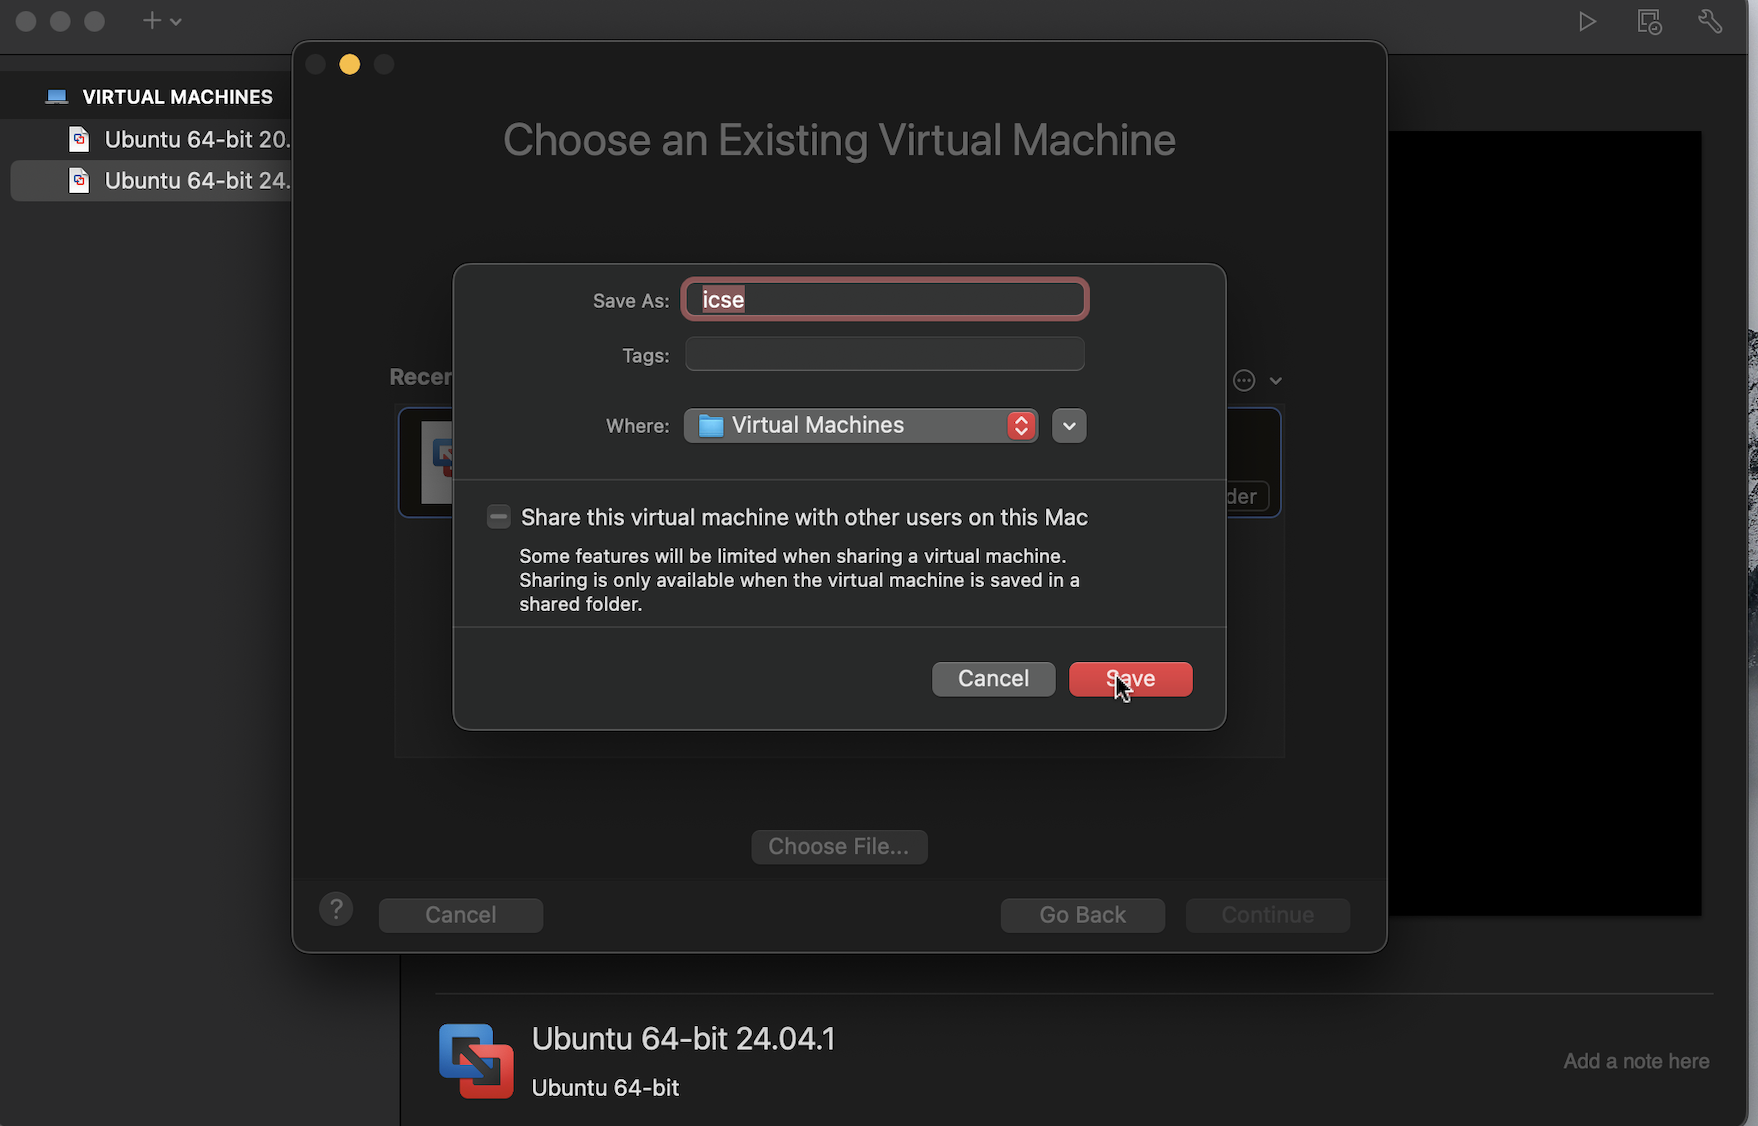 VIRTUAL MACHINES
Ubuntu 64-bit 20.
Ubuntu 64-bit 24.
Choose an Existing Virtual Machine
Save As: icse
Tags:
Recer
Where: Virtual Machines
der
Share this virtual machine with other users on this Mac
Some features will be limited when sharing a virtual machine.
Sharing is only available when the virtual machine is saved in a
shared folder.
Cancel Save
Choose File...
? Cancel Go Back Continue
Ubuntu 64-bit 24.04.1
Ubuntu 64-bit
Add a note here